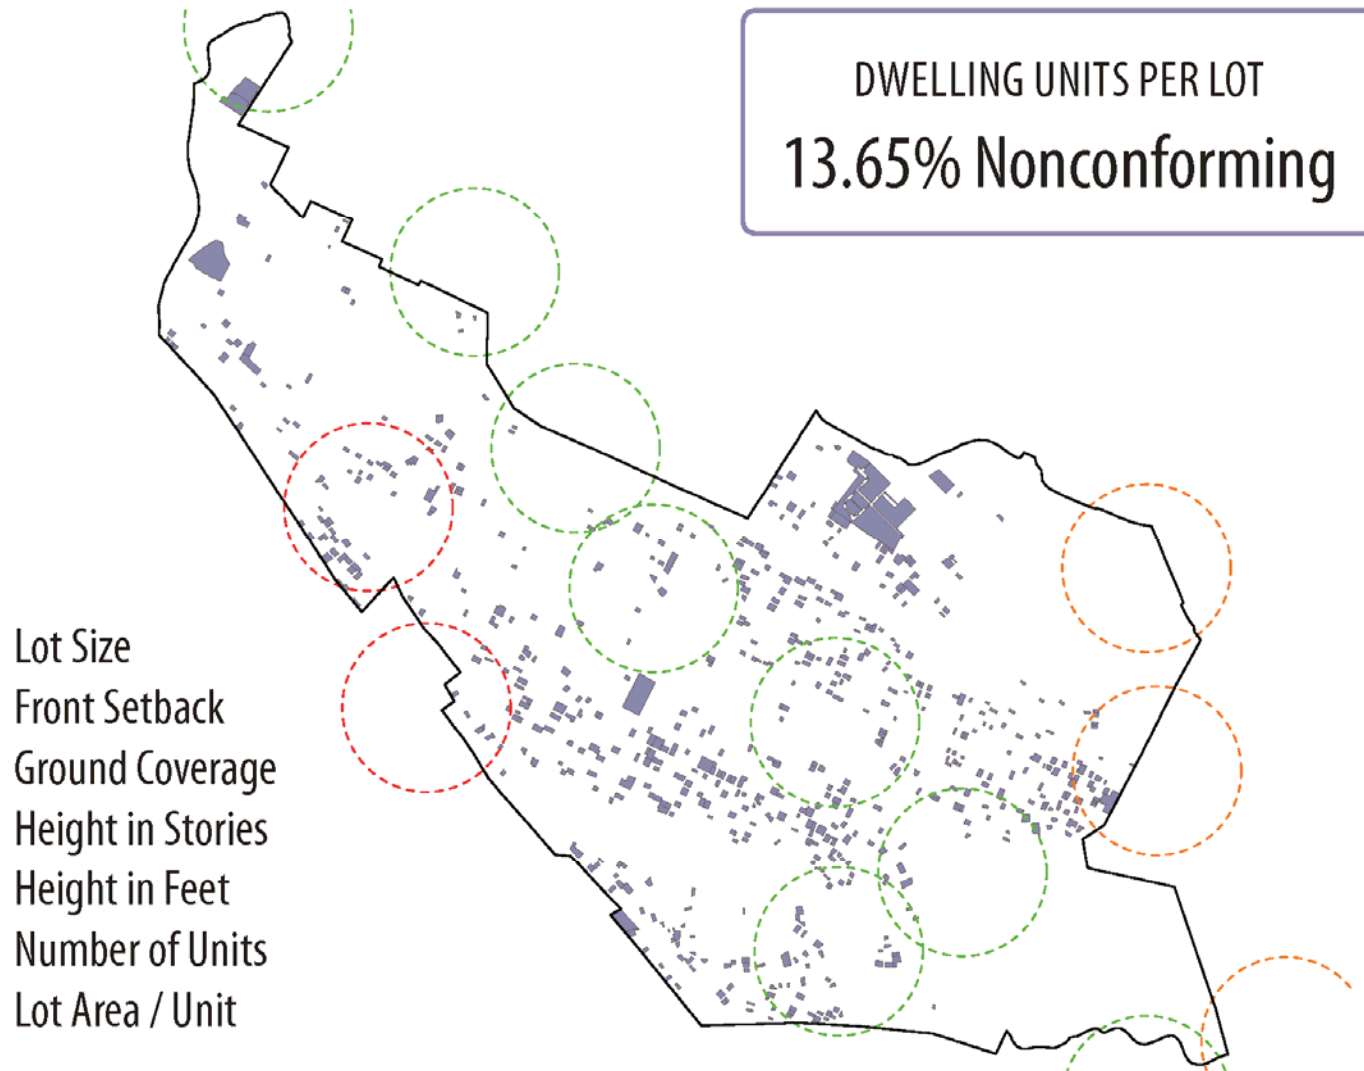 DWELLING UNITS PER LOT
13.65% Nonconforming
Lot Size
Front Setback
Ground Coverage
Height in Stories
Height in Feet
Number of Units
Lot Area / Unit